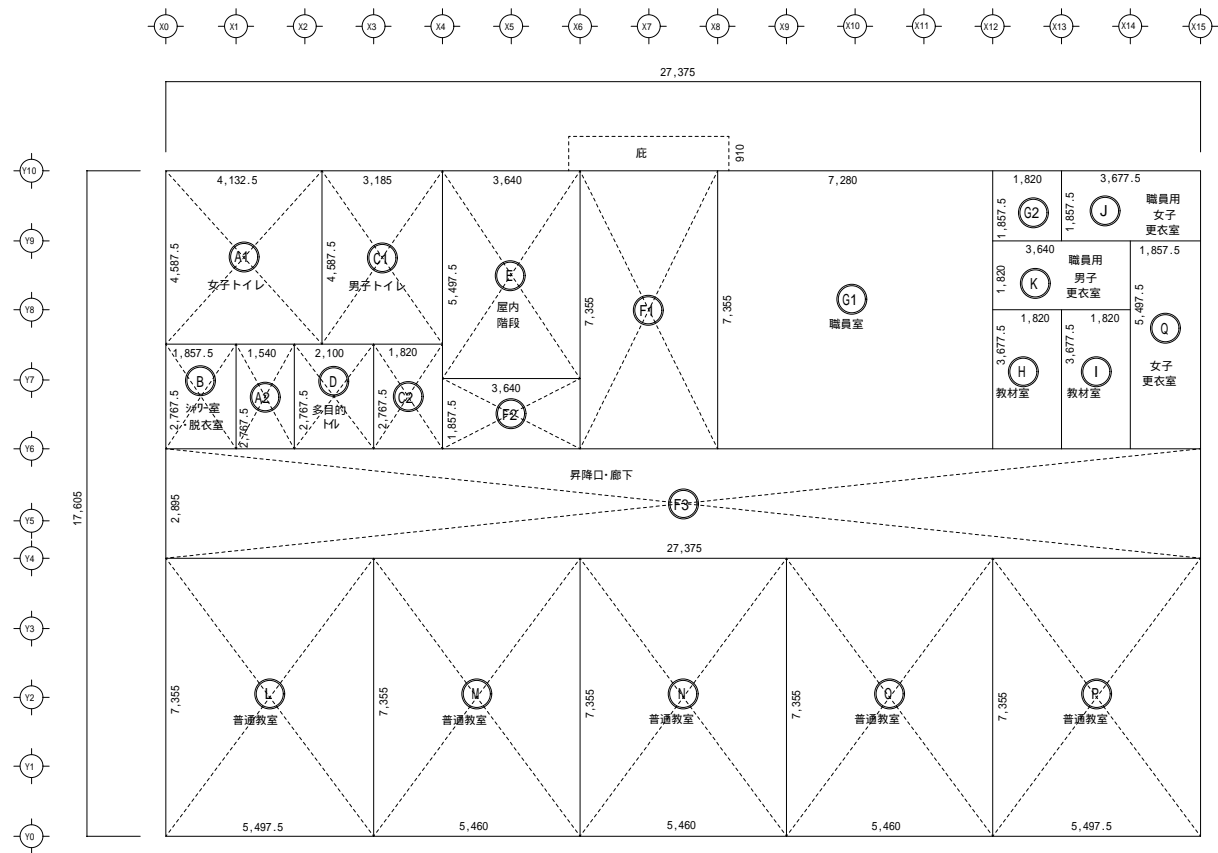 X0 X1 X2 X3 X4 X5 X6 X7 X8 X9 X10 X11 X12 X13 X14 X15
27,375
庇
910
Y10
4,132.5
3,185
3,640
7,280
1,820
3,677.5
4,587.5
A1
女子トイレ
4,587.5
C1
男子トイレ
5,497.5
E
屋内
階段
7,355
F1
7,355
G1
職員室
1,857.5
G2
1,857.5
J
職員用
女子
更衣室
Y9
3,640
1,820
K
職員用
男子
更衣室
1,857.5
5,497.5
Q
女子
更衣室
Y8
1,820
3,677.5
H
教材室
1,820
3,677.5
I
Y7
1,857.5
2,767.5
B
シャワー室
・脱衣室
1,540
2,767.5
A2
2,100
D
多目的
トイレ
1,820
2,767.5
C2
3,640
1,857.5
F2
Y6
17,605
昇降口・廊下
2,895
F3
27,375
Y5
Y4
Y3
7,355
L
普通教室
5,497.5
7,355
M
普通教室
5,460
7,355
N
普通教室
5,460
7,355
O
普通教室
5,460
7,355
P
普通教室
5,497.5
Y2
Y1
Y0